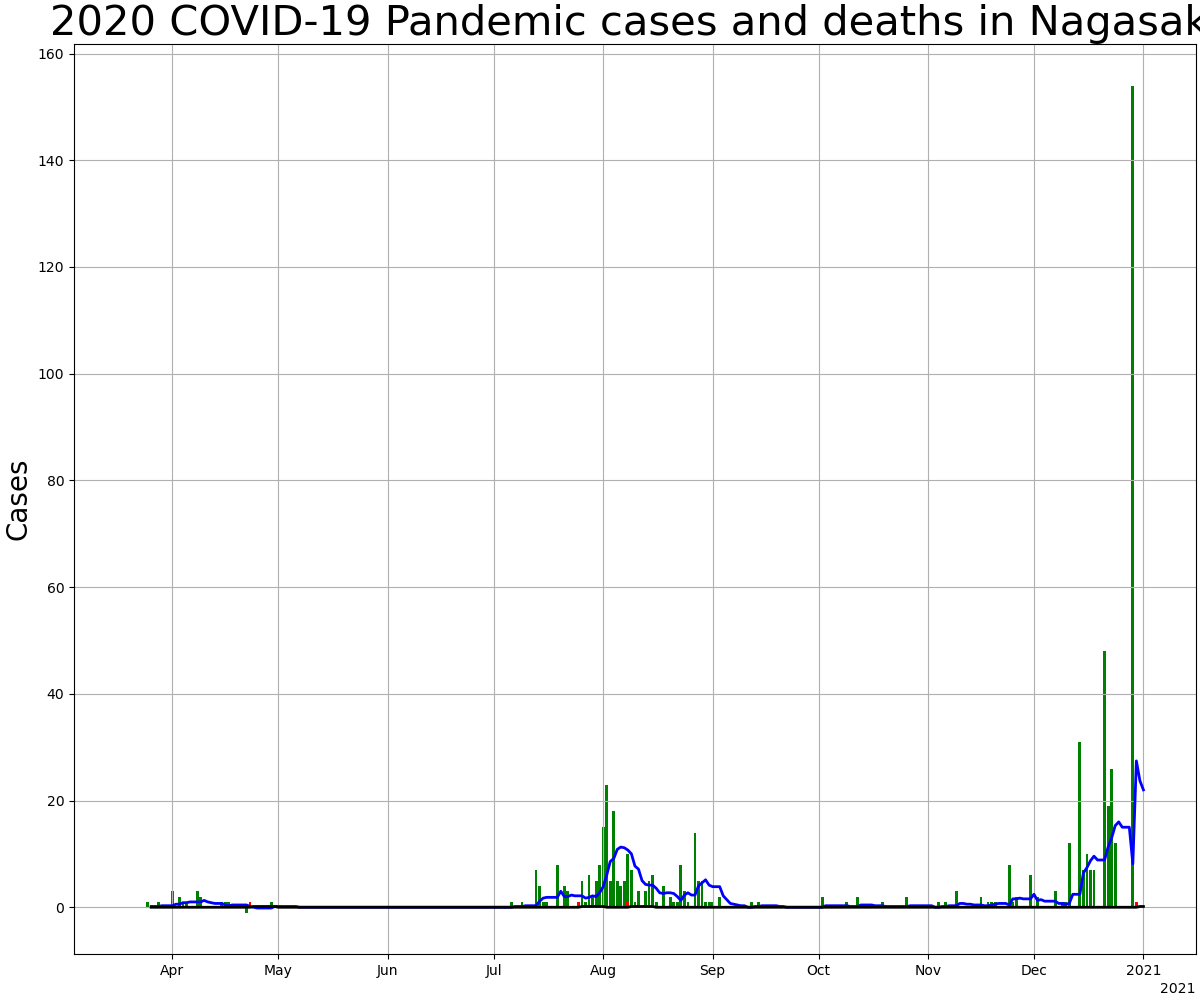 2020 COVID-19 Pandemic cases and deaths in Nagasak
160
140
120
100
80
60
40
20
0
Cases
Apr
May
Jun
Jul
Aug
Sep
Oct
Nov
Dec
2021
2021